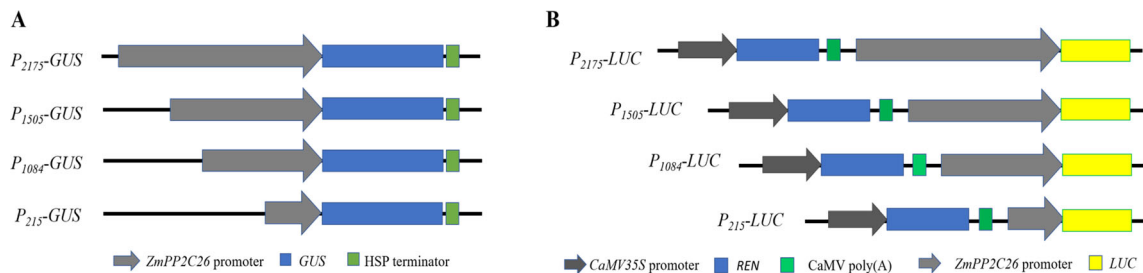 A
P2175-GUS
P1505-GUS
P1084-GUS
P215-GUS
ZmPP2C26 promoter GUS HSP terminator
B
P2175-LUC
P1505-LUC
P1084-LUC
P215-LUC
CaMV35S promoter REN CaMV poly(A) ZmPP2C26 promoter LUC